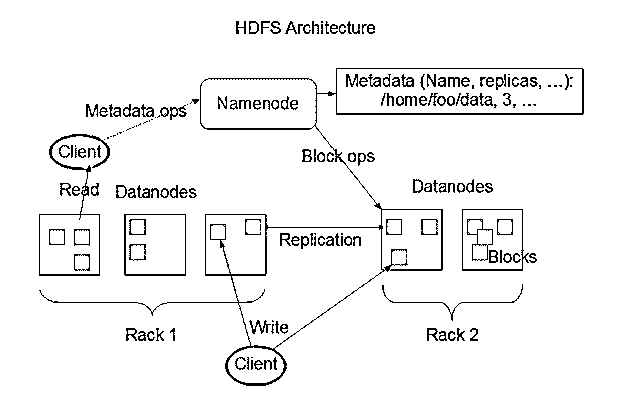 HDFS Architecture
Metadata (Name, replicas, ...):
/home/foo/data, 3, ...
Namenode
Metadata ops
Client
Block ops
Read
Datanodes
Datanodes
Replication
Blocks
Rack 1
Write
Rack 2
Client